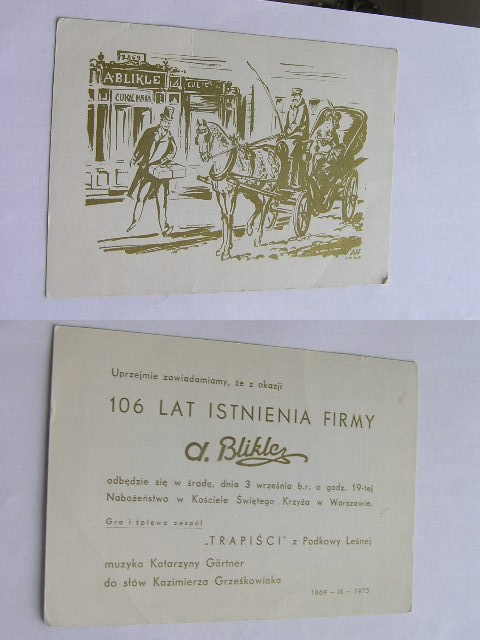 1869
A.BLIKLE
CUKIERNIA
Uprzejmie zawiadamiamy, że z okazji
106 LAT ISTNIENIA FIRMY
A. Blikle
odbędzie się w środę, dnia 3 września b.r. o godz. 19-tej
Nabożeństwo w Kościele Świętego Krzyża w Warszawie.
Gra i śpiewa zespół
„TRAPIŚCI" z Podkowy Leśnej
muzyka Katarzyny Gärtner
do słów Kazimierza Grześkowiaka
1869 – IX – 1975